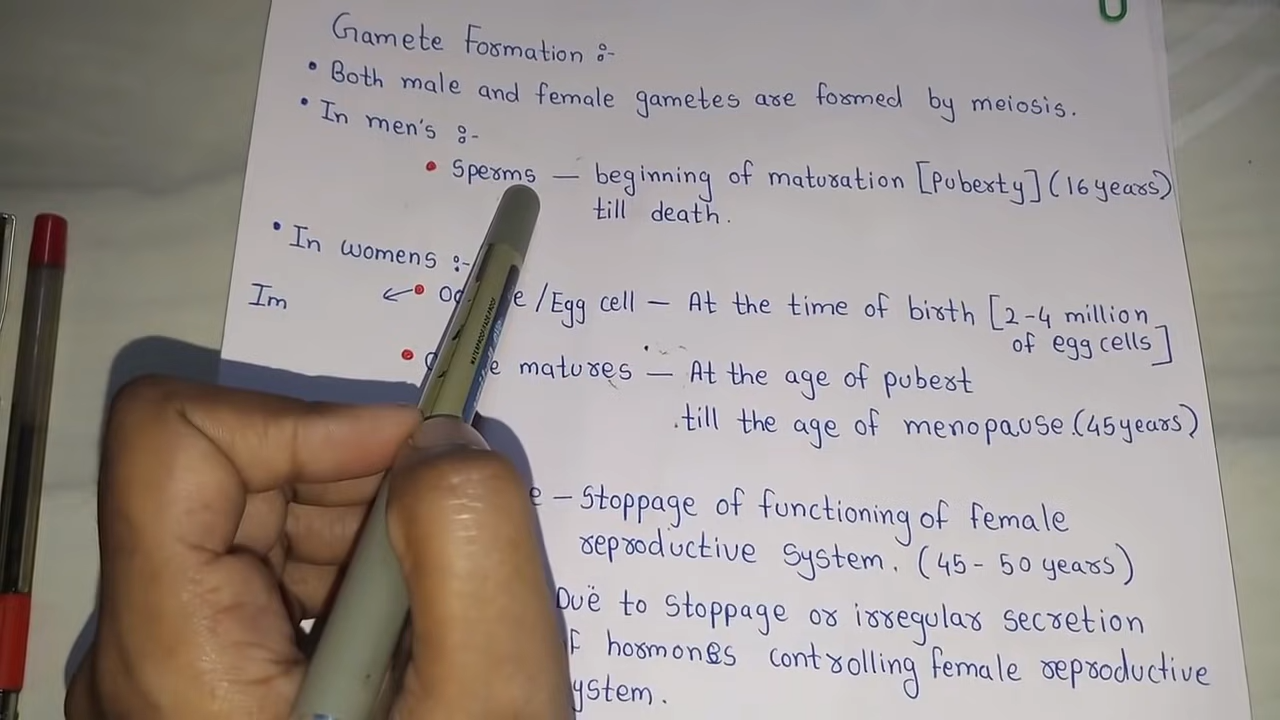 Gamete Formation :-
• Both male and female gametes are formed by meiosis.
• In men's :-
• Sperms — beginning of maturation [Puberty] (16 years)
till death.
• In womens :-
Im ← • /Egg cell — At the time of birth [2-4 million
of egg cells]
• matures — At the age of pubert
till the age of menopause. (45 years)
– Stoppage of functioning of female
reproductive system. (45 - 50 years)
Due to stoppage or irregular secretion
hormones controlling female reproductive